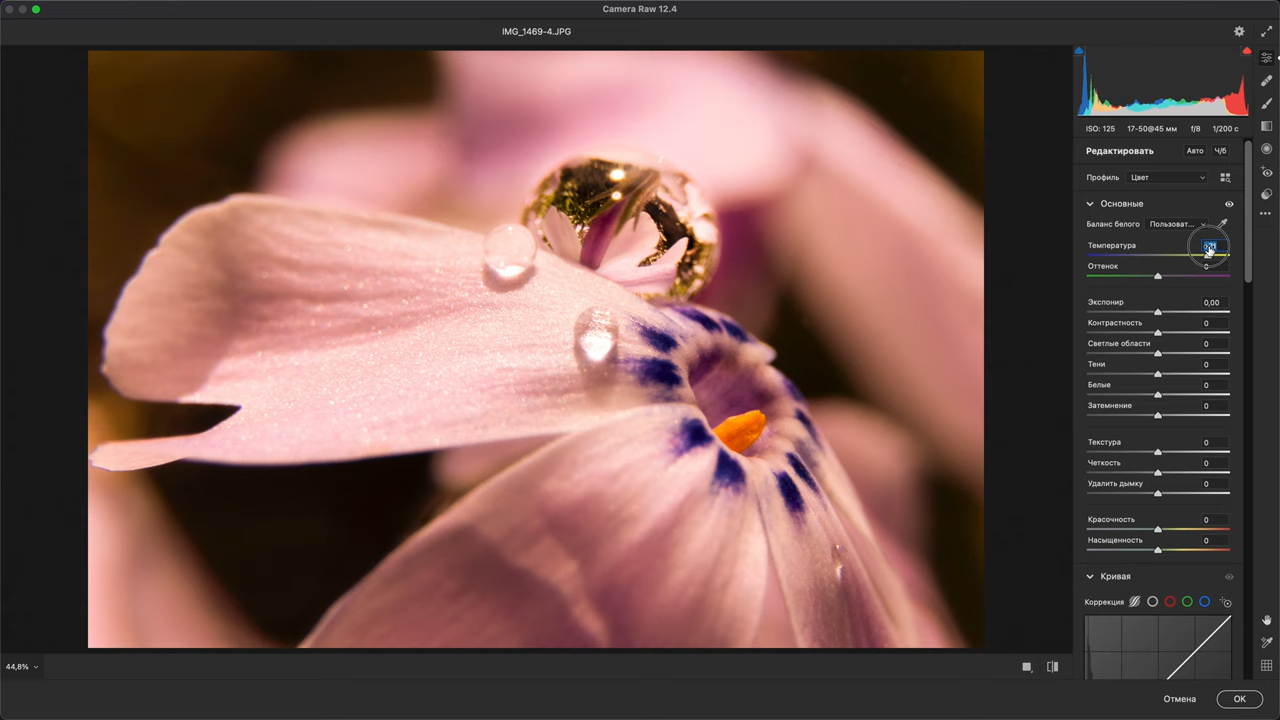 Camera Raw 12.4
IMG_1469-4.JPG
ISO: 125 17-50@45 мм f/8 1/200 с
Редактировать Авто Ч/б
Профиль Цвет
Основные
Баланс белого Пользоват...
Температура
Оттенок
Экспонир 0,00
Контрастность 0
Светлые области 0
Тени 0
Белые 0
Затемнение 0
Текстура 0
Четкость 0
Удалить дымку 0
Красочность 0
Насыщенность 0
Кривая
Коррекция
44,8%
Отмена OK